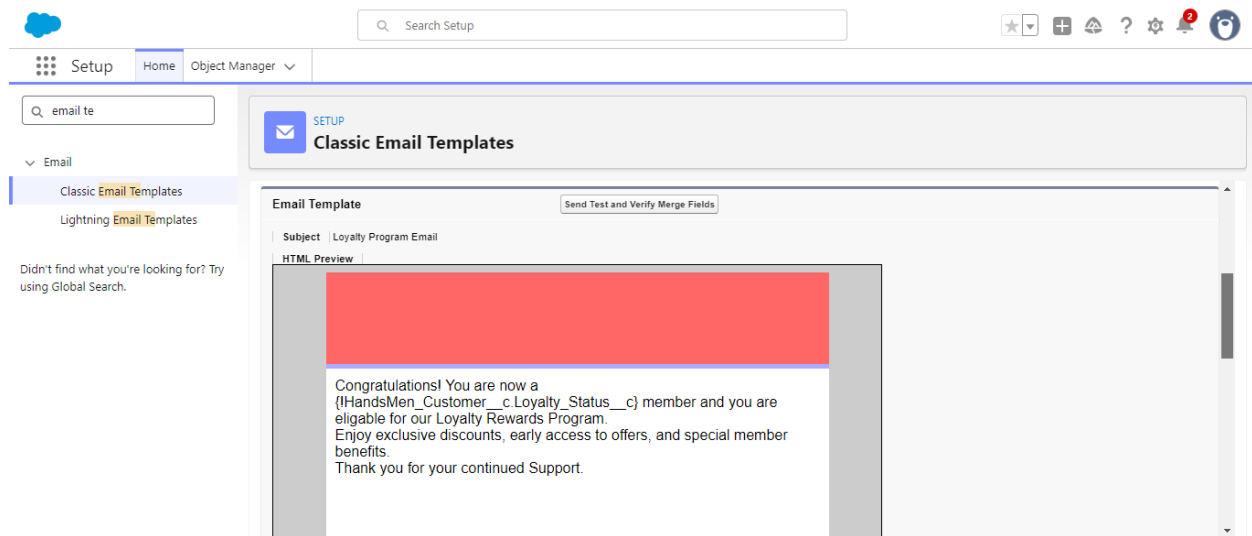 Search Setup
2
Setup
Home
Object Manager
email te
Email
Classic Email Templates
Lightning Email Templates
Didn't find what you're looking for? Try
using Global Search.
SETUP
Classic Email Templates
Email Template
Send Test and Verify Merge Fields
Subject Loyalty Program Email
HTML Preview
Congratulations! You are now a
{!HandsMen_Customer__c.Loyalty_Status__c} member and you are
eligable for our Loyalty Rewards Program.
Enjoy exclusive discounts, early access to offers, and special member
benefits.
Thank you for your continued Support.